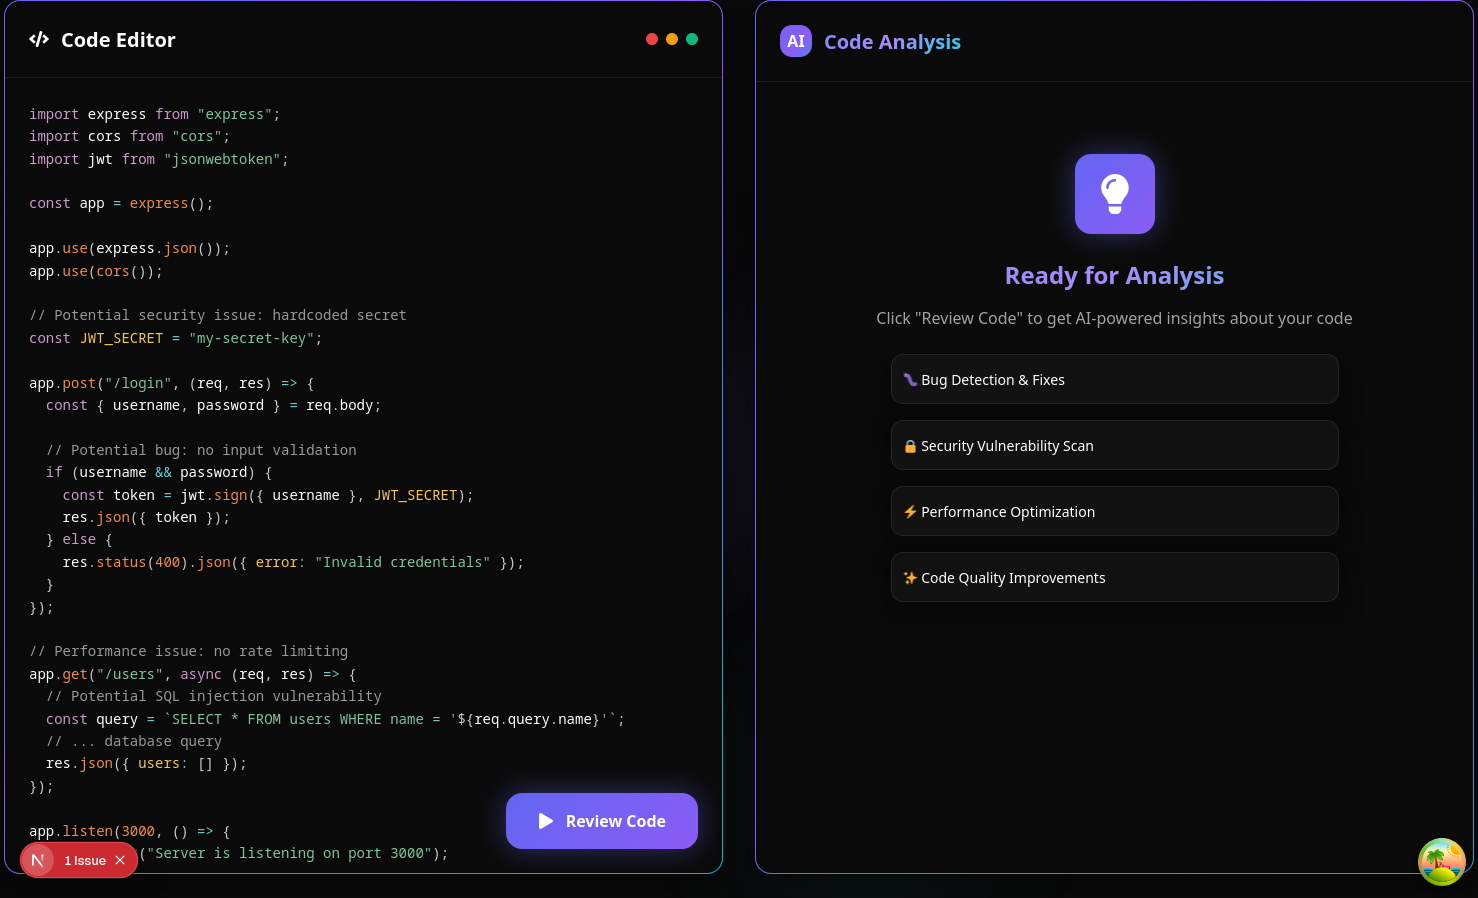 Code Editor
import express from "express";
import cors from "cors";
import jwt from "jsonwebtoken";
const app = express();
app.use(express.json());
app.use(cors());
// Potential security issue: hardcoded secret
const JWT_SECRET = "my-secret-key";
app.post("/login", (req, res) => {
  const { username, password } = req.body;
  // Potential bug: no input validation
  if (username && password) {
    const token = jwt.sign({ username }, JWT_SECRET);
    res.json({ token });
  } else {
    res.status(400).json({ error: "Invalid credentials" });
  }
});
// Performance issue: no rate limiting
app.get("/users", async (req, res) => {
  // Potential SQL injection vulnerability
  const query = `SELECT * FROM users WHERE name = '${req.query.name}'`;
  // ... database query
  res.json({ users: [] });
});
app.listen(3000, () => {
("Server is listening on port 3000");
Review Code
N 1 Issue
AI Code Analysis
Ready for Analysis
Click "Review Code" to get AI-powered insights about your code
Bug Detection & Fixes
Security Vulnerability Scan
Performance Optimization
Code Quality Improvements